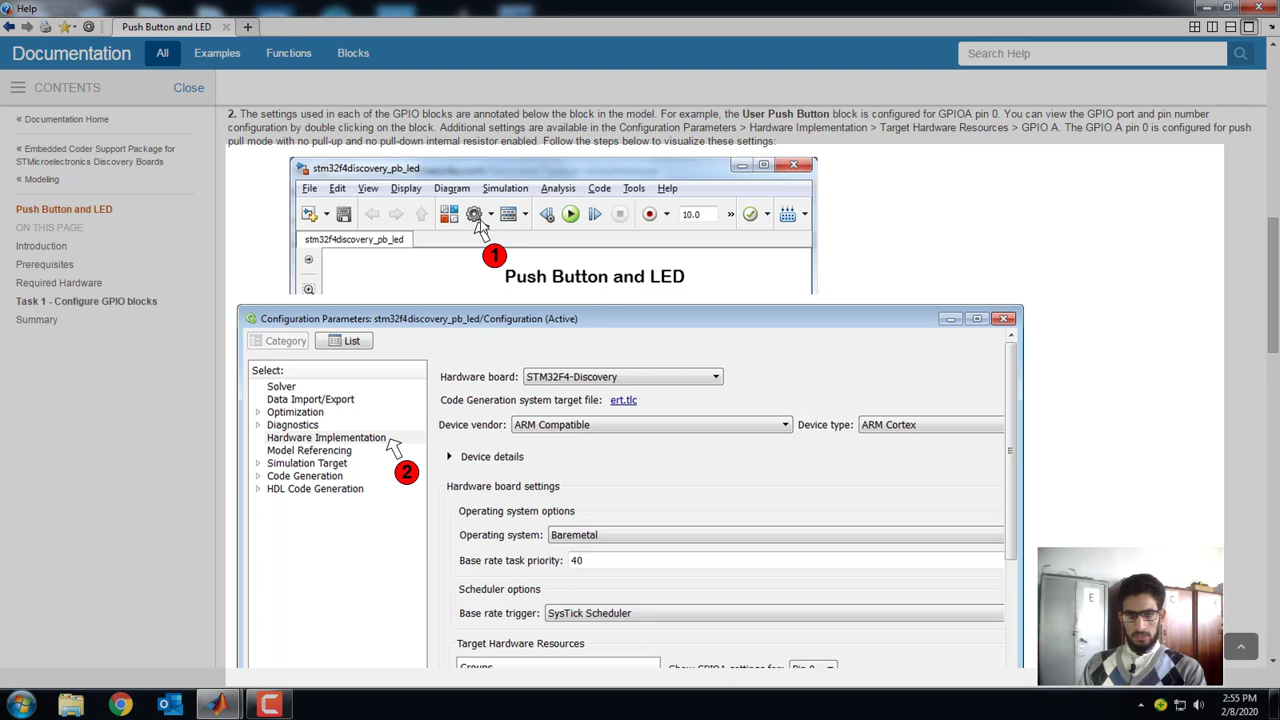 Help
Push Button and LED
Documentation
All
Examples
Functions
Blocks
Search Help
CONTENTS
Close
« Documentation Home
« Embedded Coder Support Package for
STMicroelectronics Discovery Boards
« Modeling
Push Button and LED
ON THIS PAGE
Introduction
Prerequisites
Required Hardware
Task 1 - Configure GPIO blocks
Summary
2. The settings used in each of the GPIO blocks are annotated below the block in the model. For example, the User Push Button block is configured for GPIOA pin 0. You can view the GPIO port and pin number
configuration by double clicking on the block. Additional settings are available in the Configuration Parameters > Hardware Implementation > Target Hardware Resources > GPIO A. The GPIO A pin 0 is configured for push
pull mode with no pull-up and no pull-down internal resistor enabled. Follow the steps below to visualize these settings:
stm32f4discovery_pb_led
File Edit View Display Diagram Simulation Analysis Code Tools Help
10.0 »
stm32f4discovery_pb_led
1
Push Button and LED
Configuration Parameters: stm32f4discovery_pb_led/Configuration (Active)
Category
List
Select:
Solver
Data Import/Export
Optimization
Diagnostics
Hardware Implementation
Model Referencing
Simulation Target
Code Generation
HDL Code Generation
2
Hardware board: STM32F4-Discovery
Code Generation system target file: ert.tlc
Device vendor: ARM Compatible
Device type: ARM Cortex
Device details
Hardware board settings
Operating system options
Operating system: Baremetal
Base rate task priority: 40
Scheduler options
Base rate trigger: SysTick Scheduler
Target Hardware Resources
Groups
Show GPIOA settings for: Pin 0
E
2:55 PM
2/8/2020